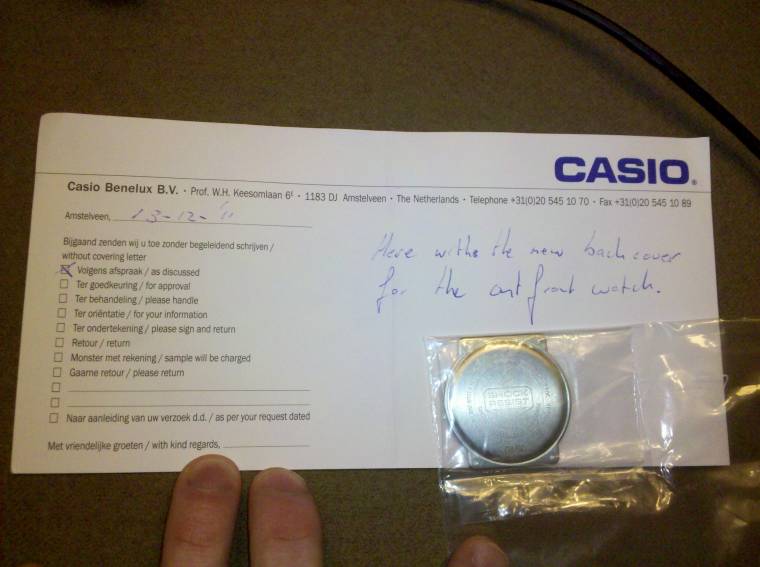 CASIO®
Casio Benelux B.V. · Prof. W.H. Keesomlaan 6E · 1183 DJ Amstelveen · The Netherlands · Telephone +31(0)20 545 10 70 · Fax +31(0)20 545 10 89
Amstelveen, 13-12-'11
Bijgaand zenden wij u toe zonder begeleidend schrijven /
without covering letter
Volgens afspraak / as discussed
Ter goedkeuring / for approval
Ter behandeling / please handle
Ter oriëntatie / for your information
Ter ondertekening / please sign and return
Retour / return
Monster met rekening / sample will be charged
Gaarne retour / please return
Naar aanleiding van uw verzoek d.d. / as per your request dated
Met vriendelijke groeten / with kind regards,
Here withe the new back cover
for the front watch.
SHOCK
RESIST